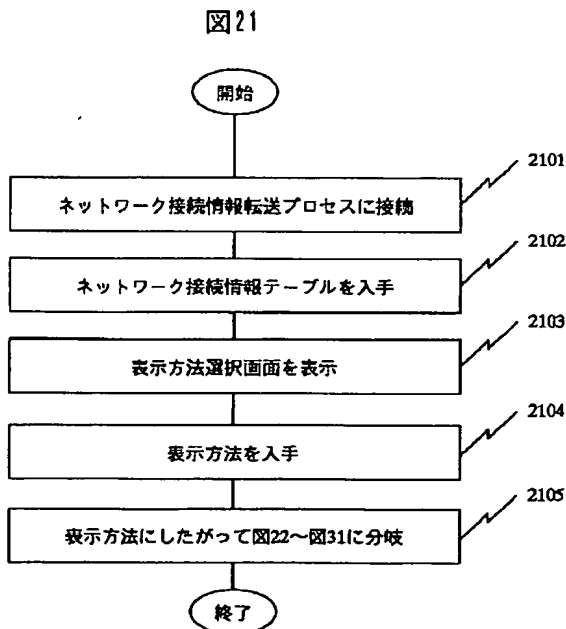 図21
開始
2101
ネットワーク接続情報転送プロセスに接続
2102
ネットワーク接続情報テーブルを入手
2103
表示方法選択画面を表示
2104
表示方法を入手
2105
表示方法にしたがって図22〜図31に分岐
終了